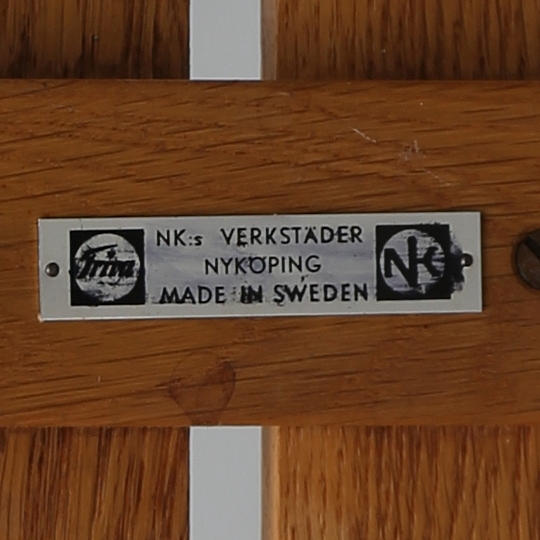 Triva
NK:s VERKSTÄDER
NYKÖPING
MADE IN SWEDEN
NK